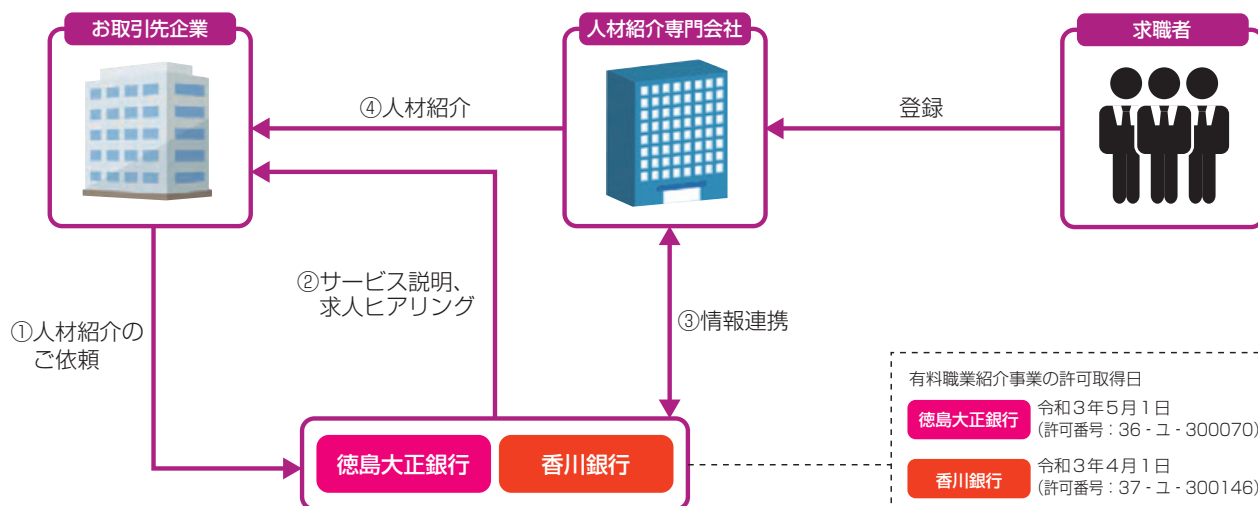 お取引先企業
人材紹介専門会社
求職者
④人材紹介
登録
②サービス説明、
求人ヒアリング
①人材紹介の
ご依頼
③情報連携
徳島大正銀行
香川銀行
有料職業紹介事業の許可取得日
徳島大正銀行
令和3年5月1日
(許可番号:36-ユ-300070)
香川銀行
令和3年4月1日
(許可番号:37-ユ-300146)